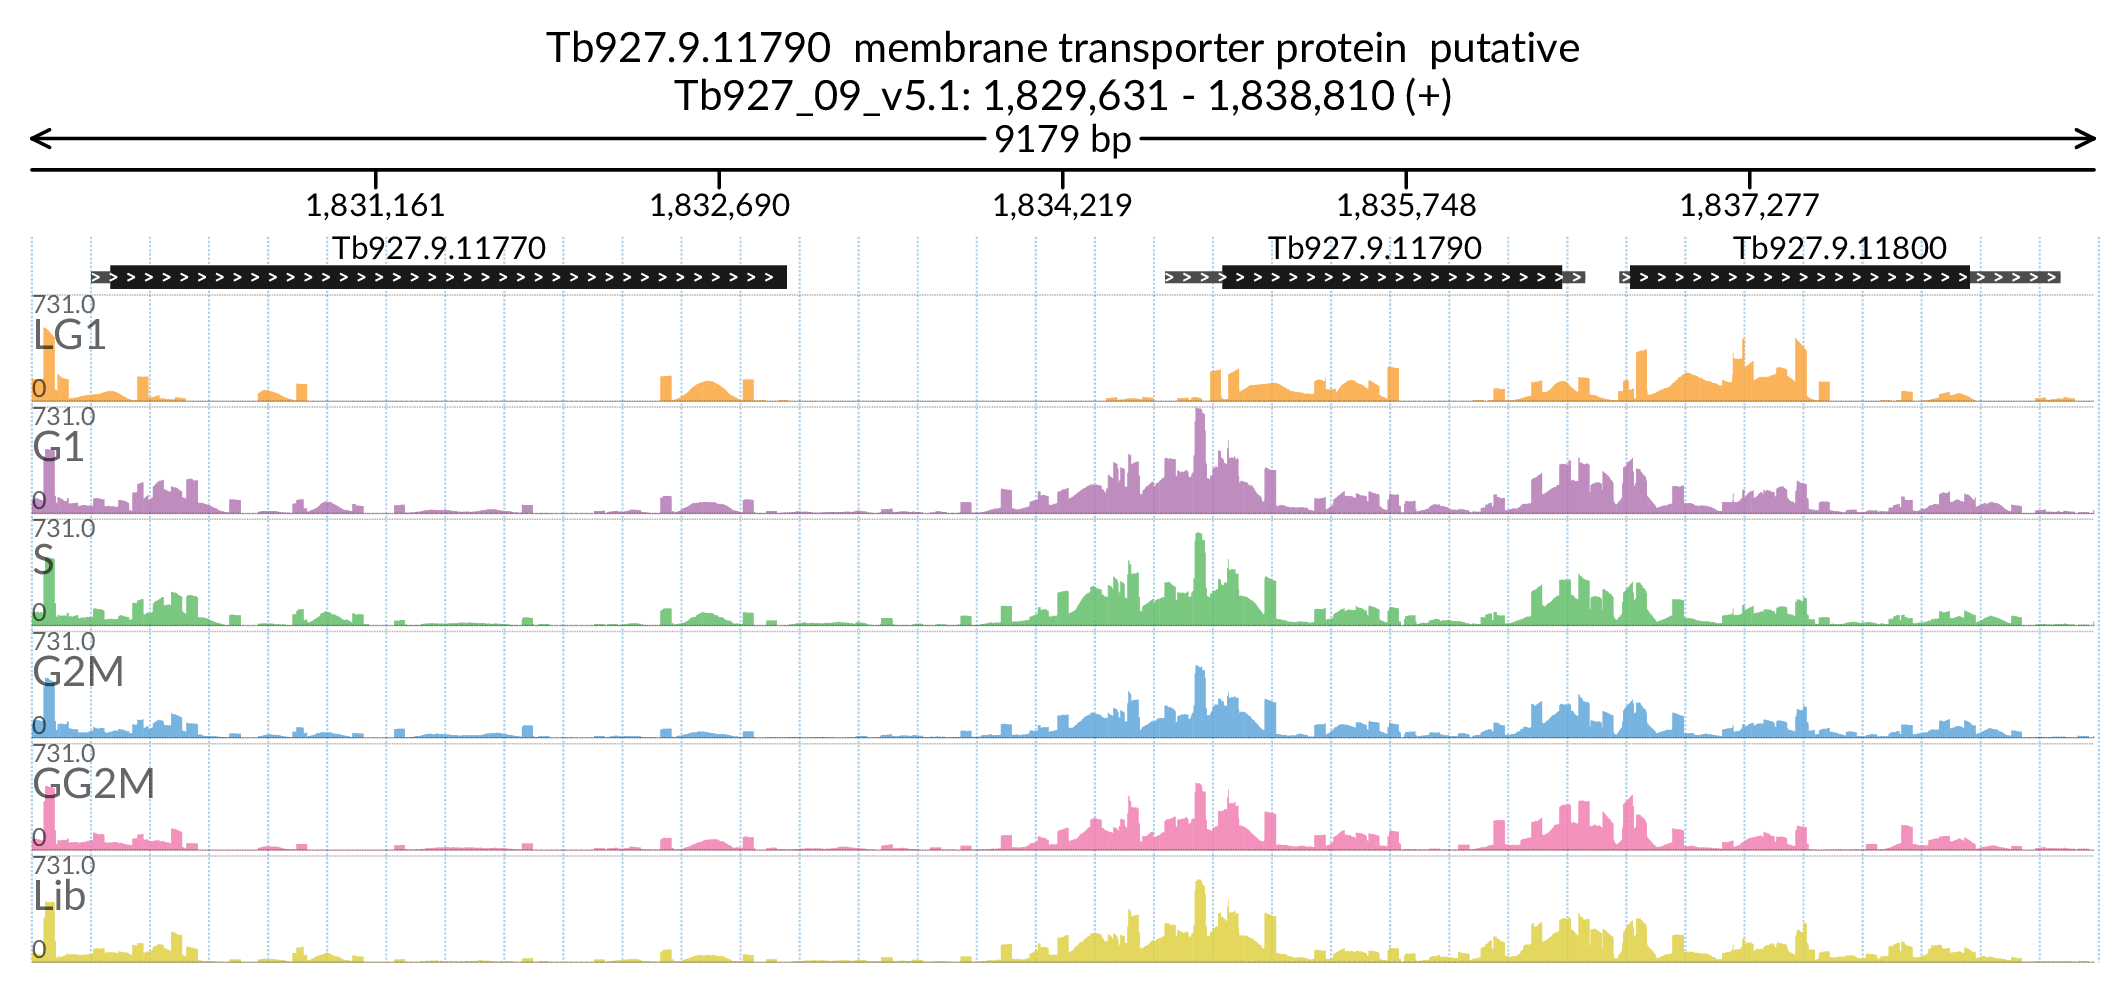 Tb927.9.11790  membrane transporter protein  putative
Tb927_09_v5.1: 1,829,631 - 1,838,810 (+)
9179 bp
1,831,161 1,832,690 1,834,219 1,835,748 1,837,277
Tb927.9.11770 Tb927.9.11790 Tb927.9.11800
731.0
LG1
0
731.0
G1
0
731.0
S
0
731.0
G2M
0
731.0
GG2M
0
731.0
Lib
0